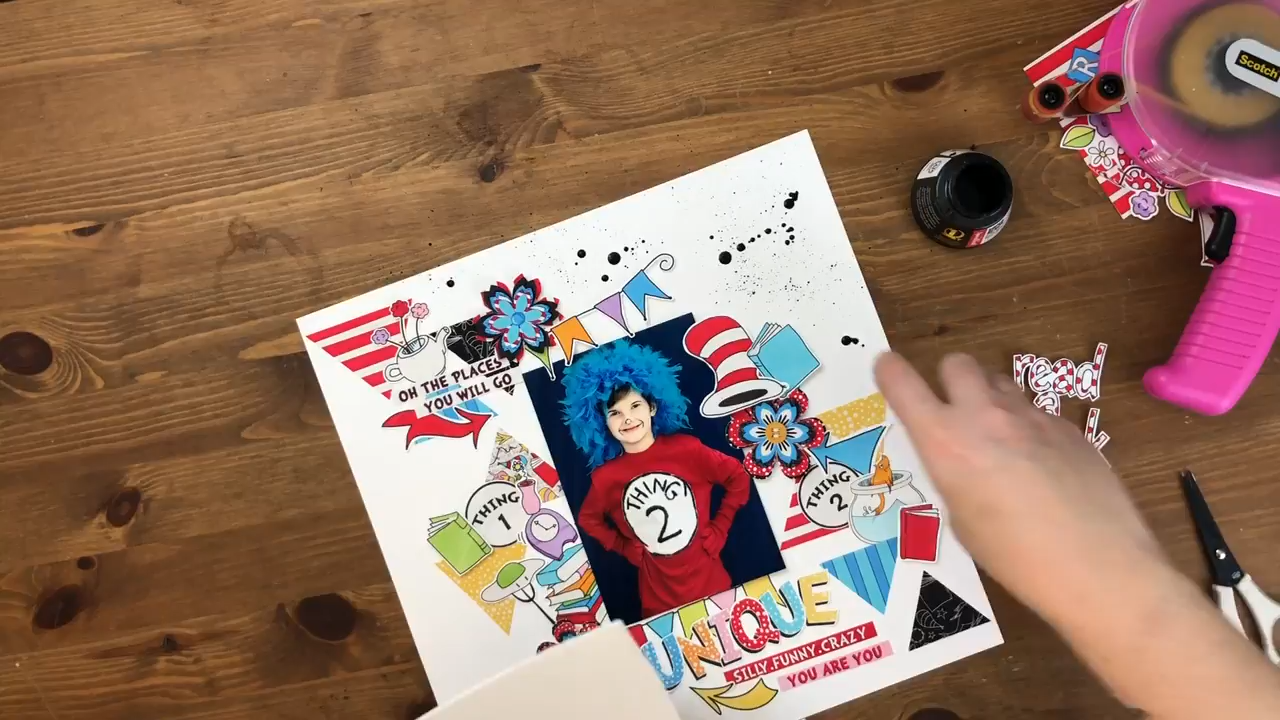 Scotch
R
OH THE PLACES
YOU WILL GO
read
THING
1
THING
2
THING
2
UNIQUE
SILLY.FUNNY.CRAZY
YOU ARE YOU